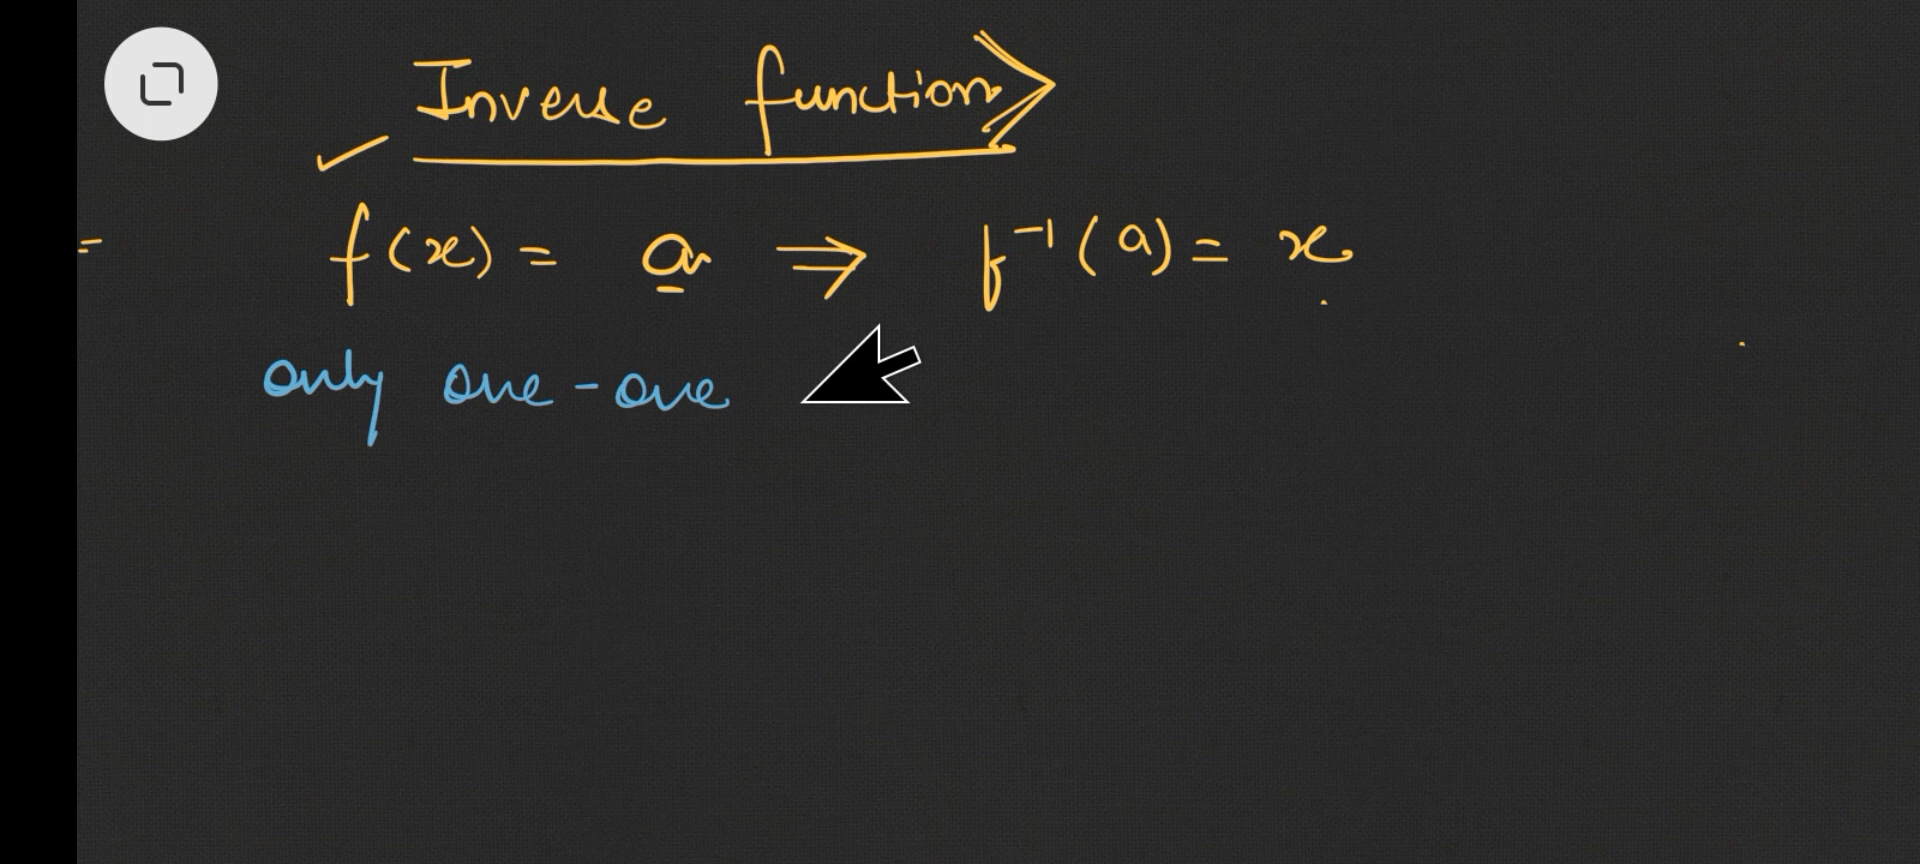 Inverse function
= f(x) = a ⇒ f⁻¹(a) = x
only one-one